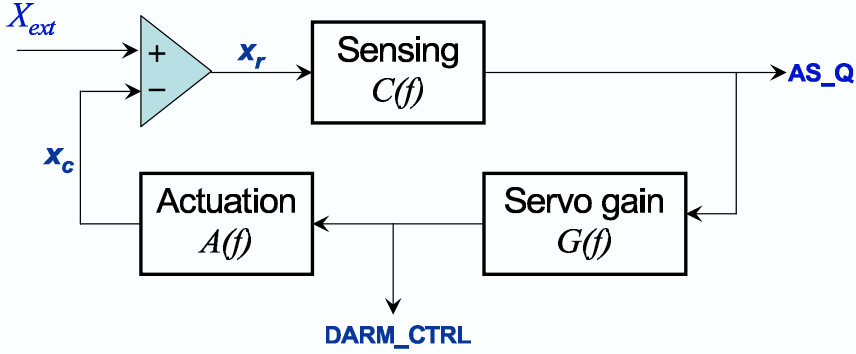 X_ext
+
−
x_r
Sensing
C(f)
AS_Q
x_c
Actuation
A(f)
Servo gain
G(f)
DARM_CTRL